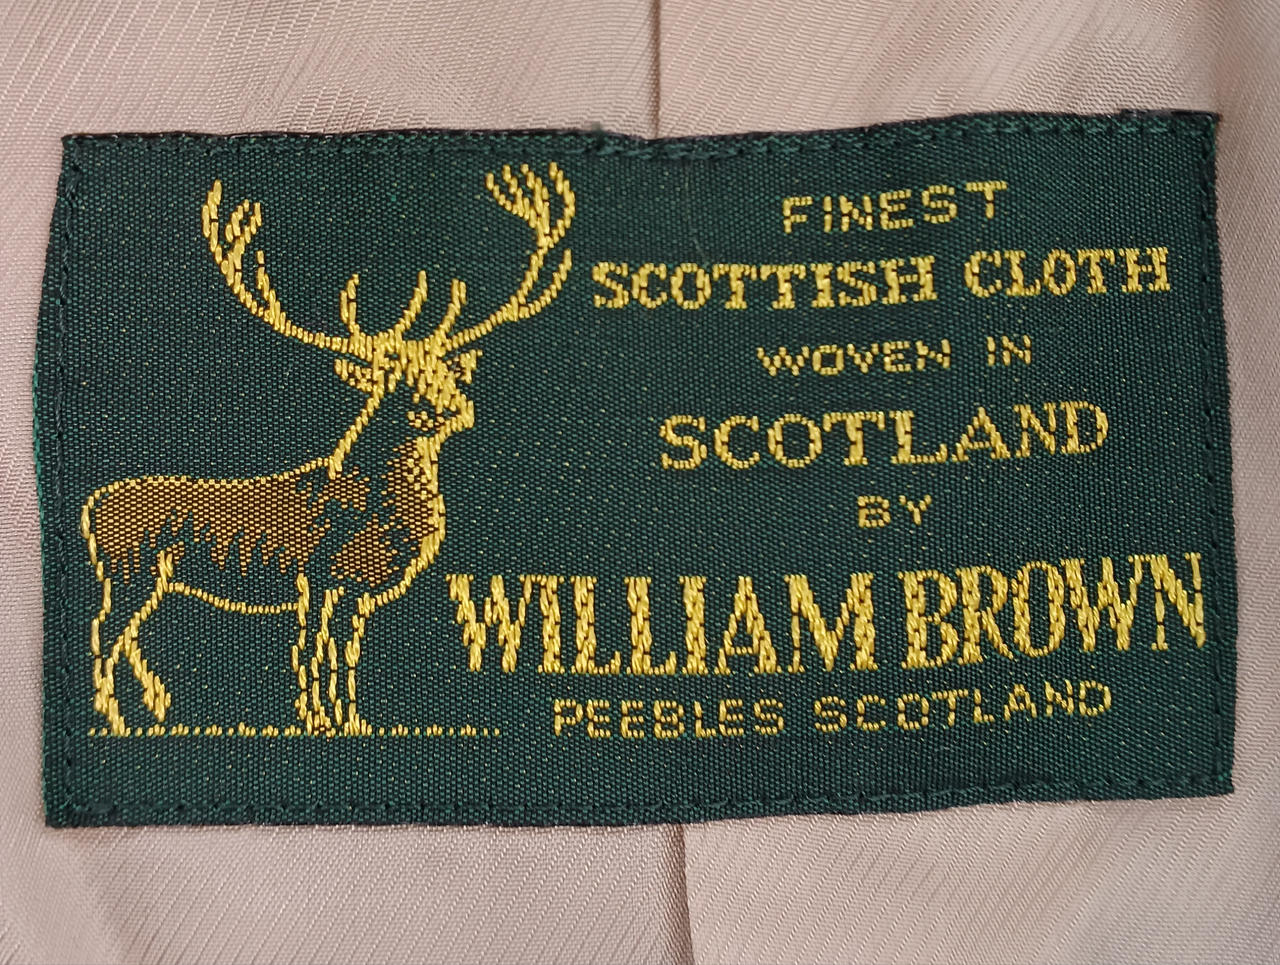 FINEST
SCOTTISH CLOTH
WOVEN IN
SCOTLAND
BY
WILLIAM BROWN
PEEBLES SCOTLAND